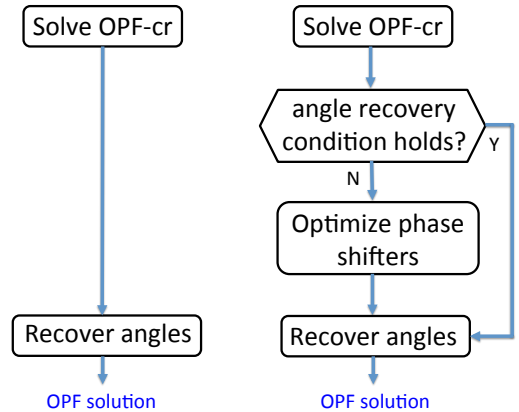 Solve OPF-cr
Recover angles
OPF solution
Solve OPF-cr
angle recovery
condition holds?
Y
N
Optimize phase
shifters
Recover angles
OPF solution